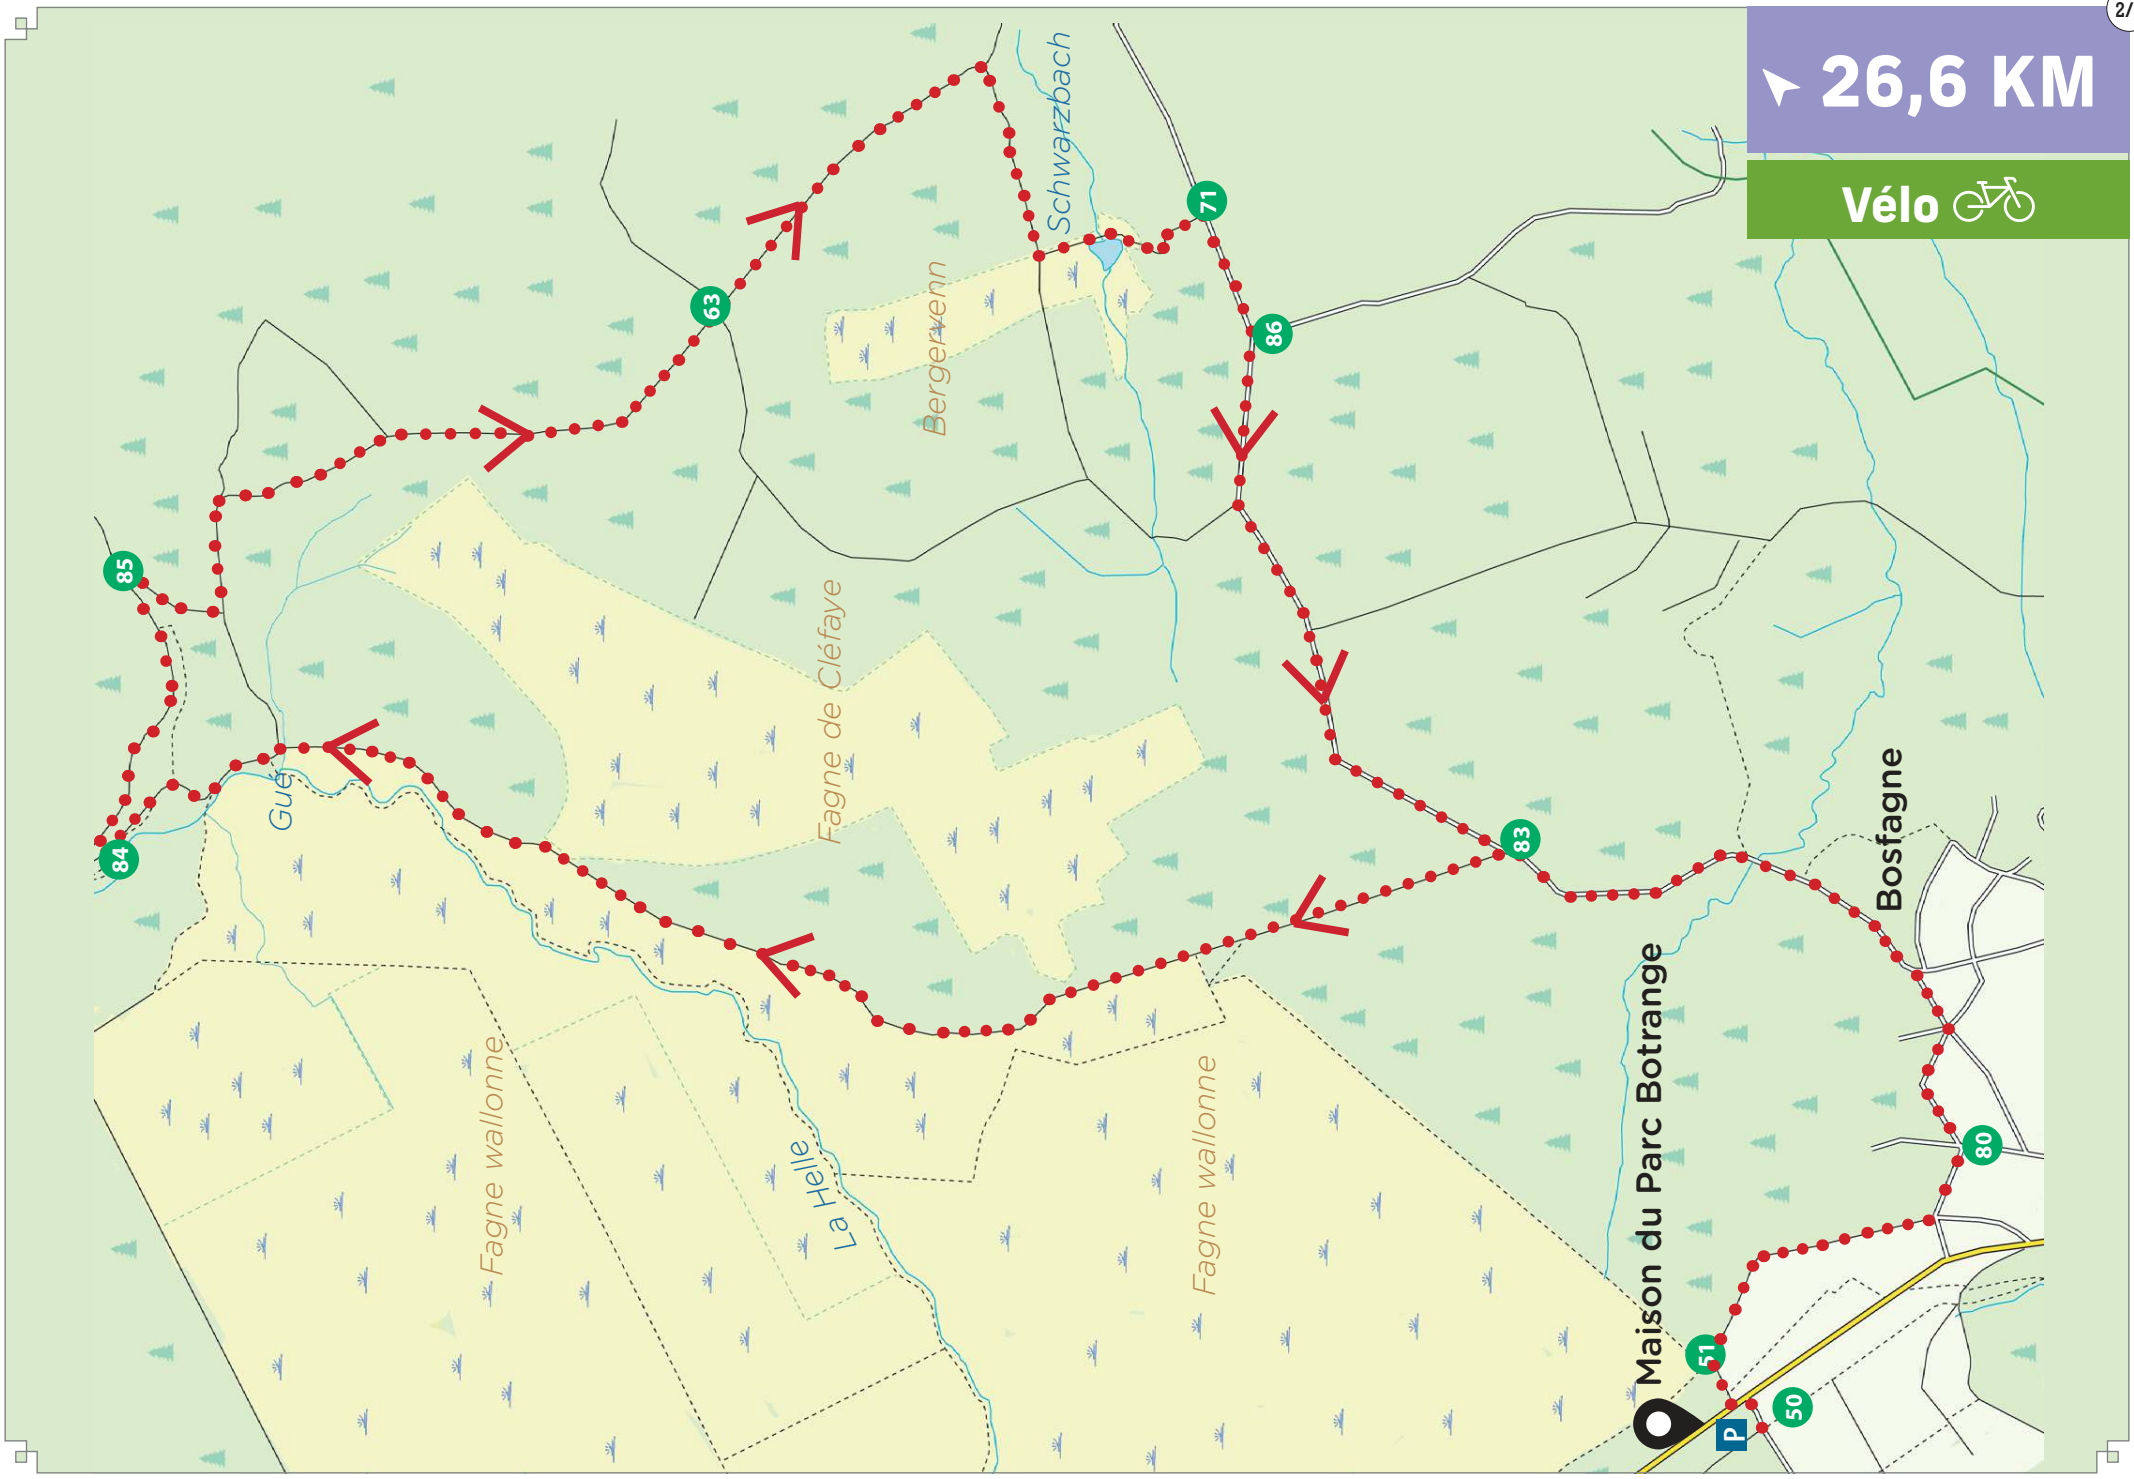 2/
26,6 KM
Vélo
Schwarzbach
71
63
Bergervenn
86
85
Fagne de Cléfaye
Gué
84
83
Bosfagne
Maison du Parc Botrange
Fagne wallonne
Fagne wallonne
La Helle
80
51
50
P